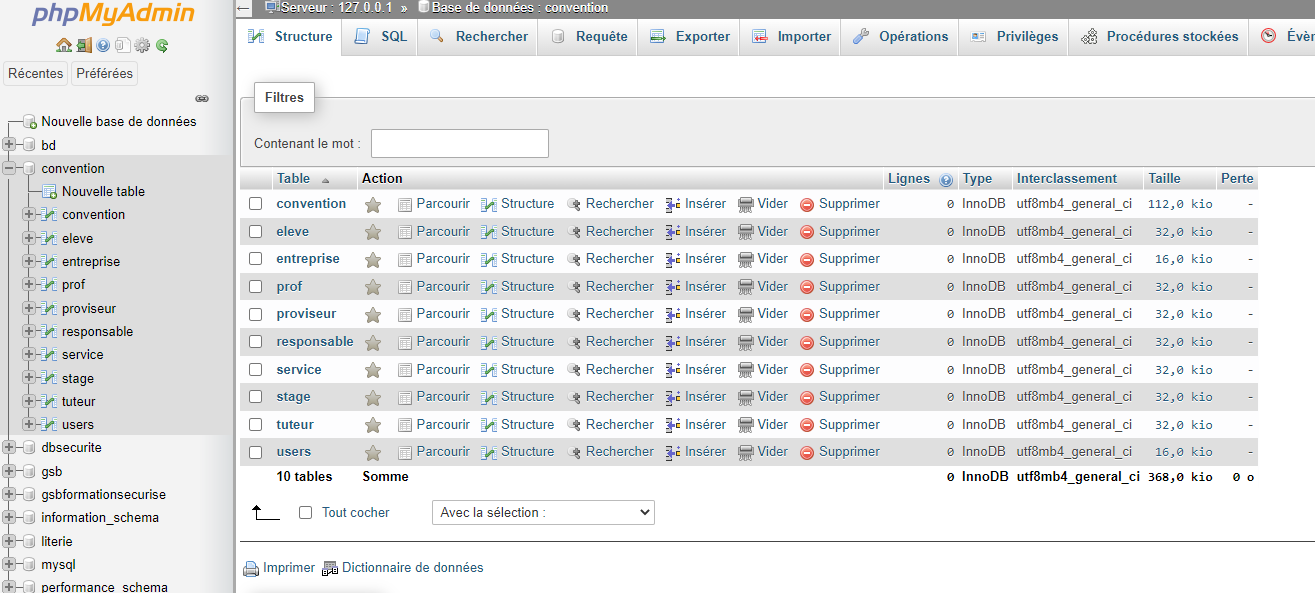 phpMyAdmin
Récentes Préférées
Nouvelle base de données
bd
convention
Nouvelle table
convention
eleve
entreprise
prof
proviseur
responsable
service
stage
tuteur
users
dbsecurite
gsb
gsbformationsecurise
information_schema
literie
mysql
performance_schema
Serveur : 127.0.0.1 » Base de données : convention
Structure SQL Rechercher Requête Exporter Importer Opérations Privilèges Procédures stockées Évèn
Filtres
Contenant le mot :
Table Action Lignes Type Interclassement Taille Perte
convention Parcourir Structure Rechercher Insérer Vider Supprimer 0 InnoDB utf8mb4_general_ci 112,0 kio -
eleve Parcourir Structure Rechercher Insérer Vider Supprimer 0 InnoDB utf8mb4_general_ci 32,0 kio -
entreprise Parcourir Structure Rechercher Insérer Vider Supprimer 0 InnoDB utf8mb4_general_ci 16,0 kio -
prof Parcourir Structure Rechercher Insérer Vider Supprimer 0 InnoDB utf8mb4_general_ci 32,0 kio -
proviseur Parcourir Structure Rechercher Insérer Vider Supprimer 0 InnoDB utf8mb4_general_ci 32,0 kio -
responsable Parcourir Structure Rechercher Insérer Vider Supprimer 0 InnoDB utf8mb4_general_ci 32,0 kio -
service Parcourir Structure Rechercher Insérer Vider Supprimer 0 InnoDB utf8mb4_general_ci 32,0 kio -
stage Parcourir Structure Rechercher Insérer Vider Supprimer 0 InnoDB utf8mb4_general_ci 32,0 kio -
tuteur Parcourir Structure Rechercher Insérer Vider Supprimer 0 InnoDB utf8mb4_general_ci 32,0 kio -
users Parcourir Structure Rechercher Insérer Vider Supprimer 0 InnoDB utf8mb4_general_ci 16,0 kio -
10 tables Somme 0 InnoDB utf8mb4_general_ci 368,0 kio 0 o
Tout cocher Avec la sélection :
Imprimer Dictionnaire de données